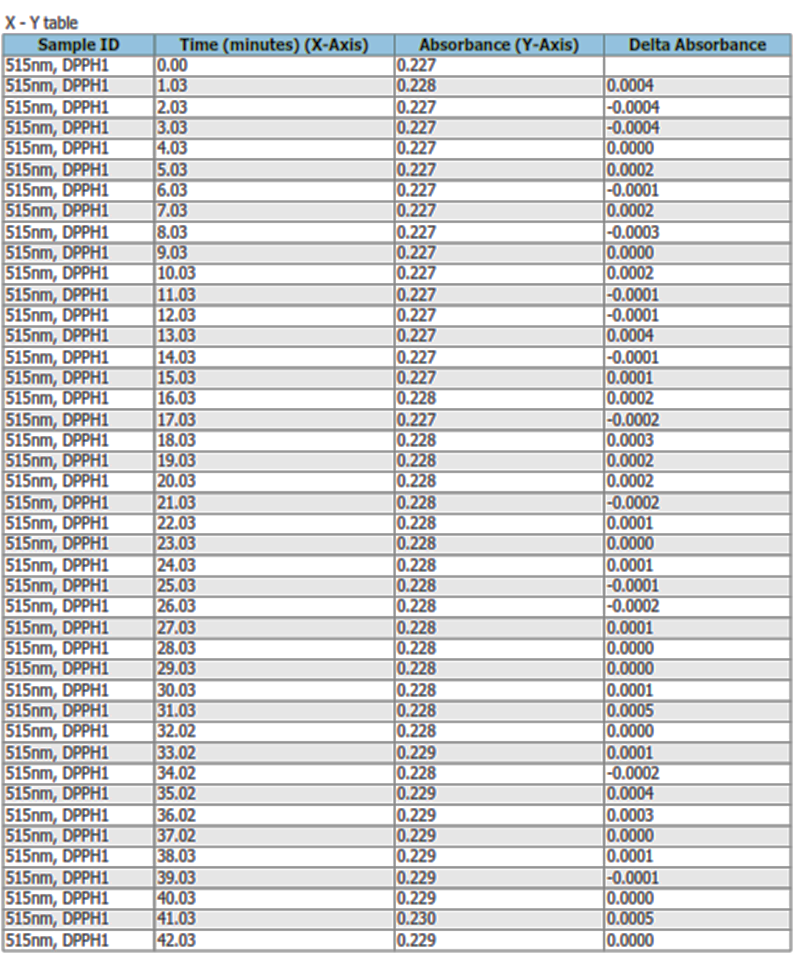 X - Y table
Sample ID Time (minutes) (X-Axis) Absorbance (Y-Axis) Delta Absorbance
515nm, DPPH1 0.00 0.227
515nm, DPPH1 1.03 0.228 0.0004
515nm, DPPH1 2.03 0.227 -0.0004
515nm, DPPH1 3.03 0.227 -0.0004
515nm, DPPH1 4.03 0.227 0.0000
515nm, DPPH1 5.03 0.227 0.0002
515nm, DPPH1 6.03 0.227 -0.0001
515nm, DPPH1 7.03 0.227 0.0002
515nm, DPPH1 8.03 0.227 -0.0003
515nm, DPPH1 9.03 0.227 0.0000
515nm, DPPH1 10.03 0.227 0.0002
515nm, DPPH1 11.03 0.227 -0.0001
515nm, DPPH1 12.03 0.227 -0.0001
515nm, DPPH1 13.03 0.227 0.0004
515nm, DPPH1 14.03 0.227 -0.0001
515nm, DPPH1 15.03 0.227 0.0001
515nm, DPPH1 16.03 0.228 0.0002
515nm, DPPH1 17.03 0.227 -0.0002
515nm, DPPH1 18.03 0.228 0.0003
515nm, DPPH1 19.03 0.228 0.0002
515nm, DPPH1 20.03 0.228 0.0002
515nm, DPPH1 21.03 0.228 -0.0002
515nm, DPPH1 22.03 0.228 0.0001
515nm, DPPH1 23.03 0.228 0.0000
515nm, DPPH1 24.03 0.228 0.0001
515nm, DPPH1 25.03 0.228 -0.0001
515nm, DPPH1 26.03 0.228 -0.0002
515nm, DPPH1 27.03 0.228 0.0001
515nm, DPPH1 28.03 0.228 0.0000
515nm, DPPH1 29.03 0.228 0.0000
515nm, DPPH1 30.03 0.228 0.0001
515nm, DPPH1 31.03 0.228 0.0005
515nm, DPPH1 32.02 0.228 0.0000
515nm, DPPH1 33.02 0.229 0.0001
515nm, DPPH1 34.02 0.228 -0.0002
515nm, DPPH1 35.02 0.229 0.0004
515nm, DPPH1 36.02 0.229 0.0003
515nm, DPPH1 37.02 0.229 0.0000
515nm, DPPH1 38.03 0.229 0.0001
515nm, DPPH1 39.03 0.229 -0.0001
515nm, DPPH1 40.03 0.229 0.0000
515nm, DPPH1 41.03 0.230 0.0005
515nm, DPPH1 42.03 0.229 0.0000